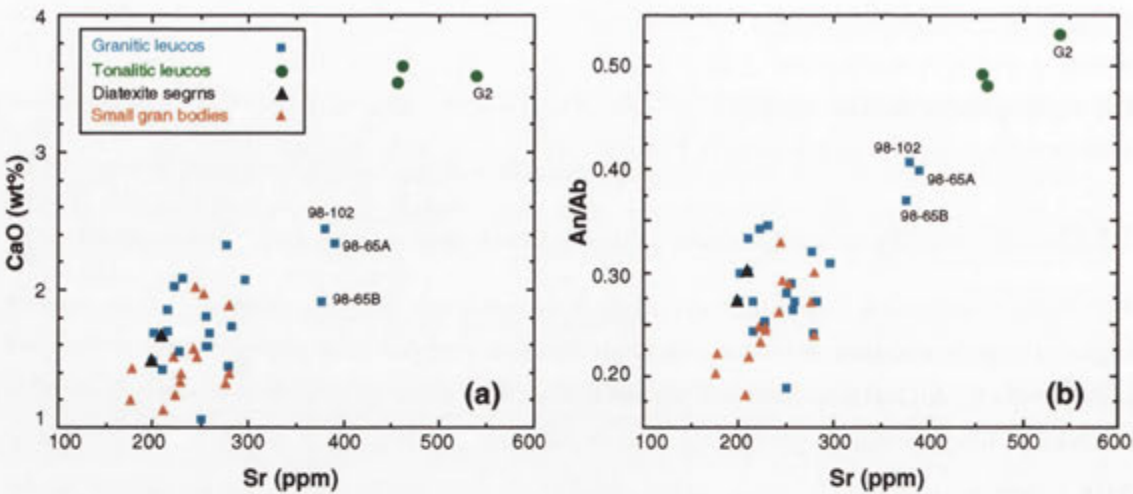 4
3
2
1
CaO (wt%)
Granitic leucos
Tonalitic leucos
Diatexite segrns
Small gran bodies
G2
98-102
98-65A
98-65B
(a)
100 200 300 400 500 600
Sr (ppm)
0.50
0.40
0.30
0.20
An/Ab
G2
98-102
98-65A
98-65B
(b)
100 200 300 400 500 600
Sr (ppm)